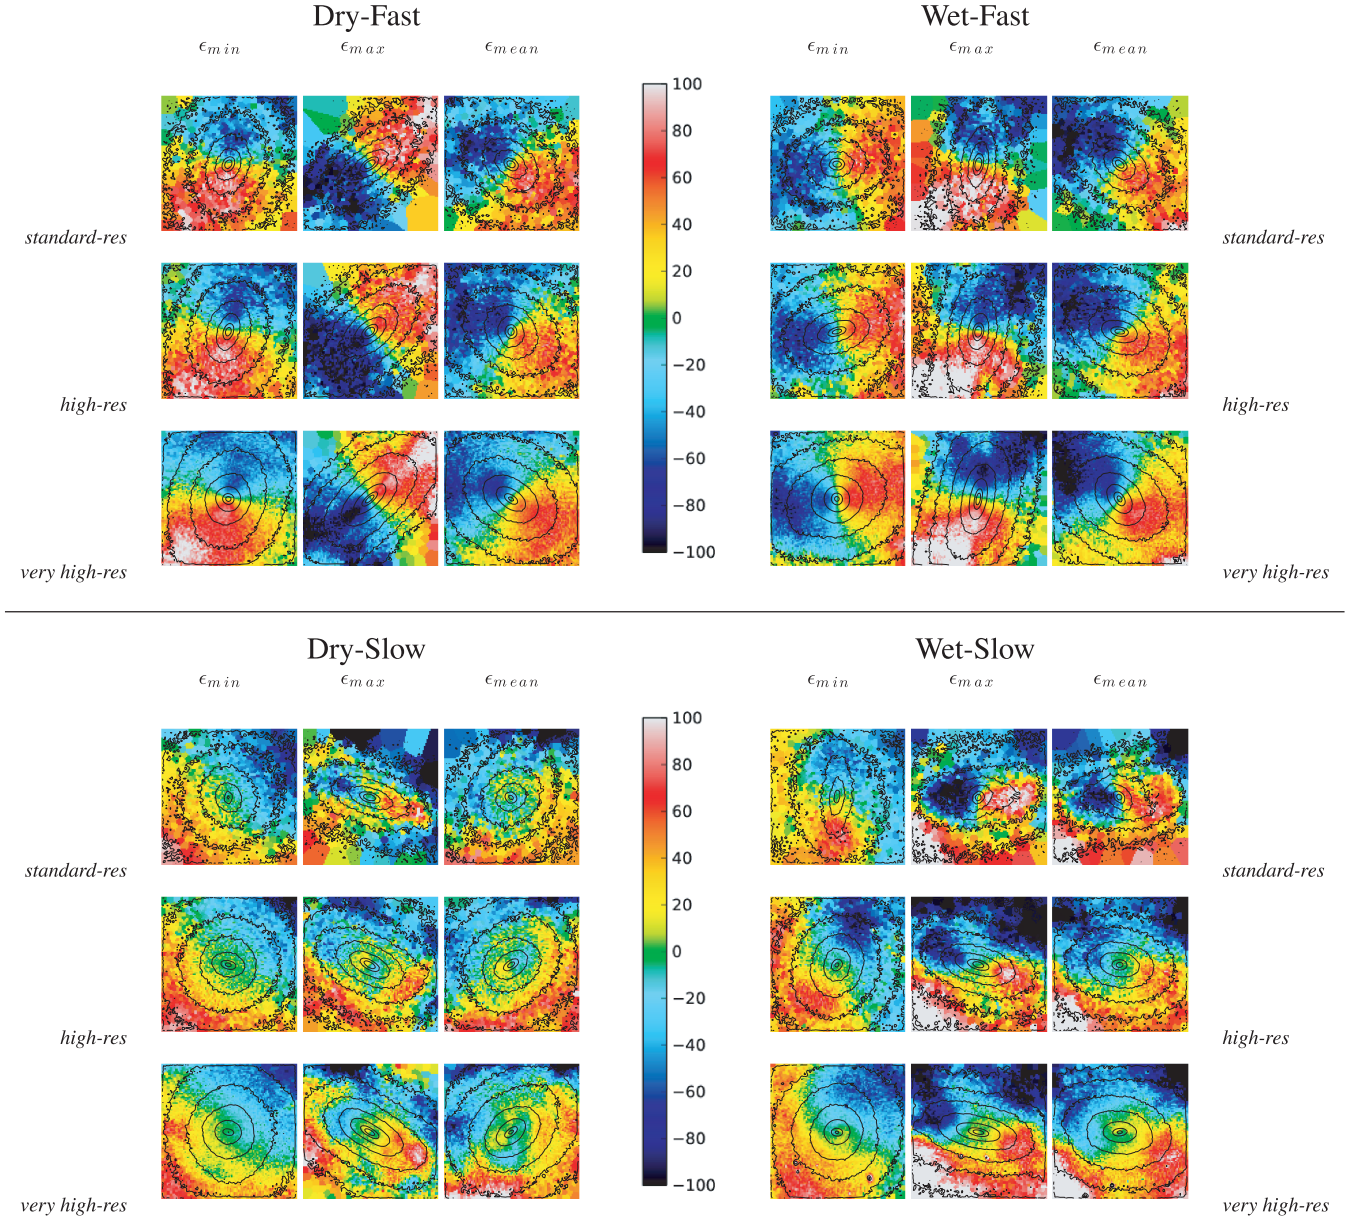 Dry-Fast Wet-Fast
ϵmin ϵmax ϵmean ϵmin ϵmax ϵmean
100
80
60
40
20
0
−20
−40
−60
−80
−100
standard-res standard-res
high-res high-res
very high-res very high-res
Dry-Slow Wet-Slow
ϵmin ϵmax ϵmean ϵmin ϵmax ϵmean
100
80
60
40
20
0
−20
−40
−60
−80
−100
standard-res standard-res
high-res high-res
very high-res very high-res